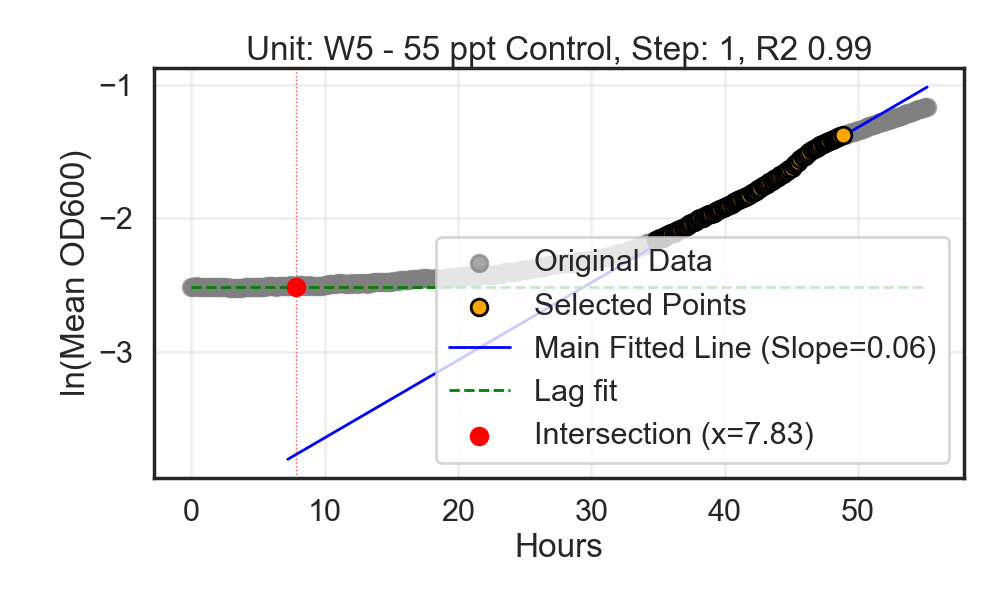 Unit: W5 - 55 ppt Control, Step: 1, R2 0.99
−1
−2
−3
ln(Mean OD600)
Original Data
Selected Points
Main Fitted Line (Slope=0.06)
Lag fit
Intersection (x=7.83)
0 10 20 30 40 50
Hours